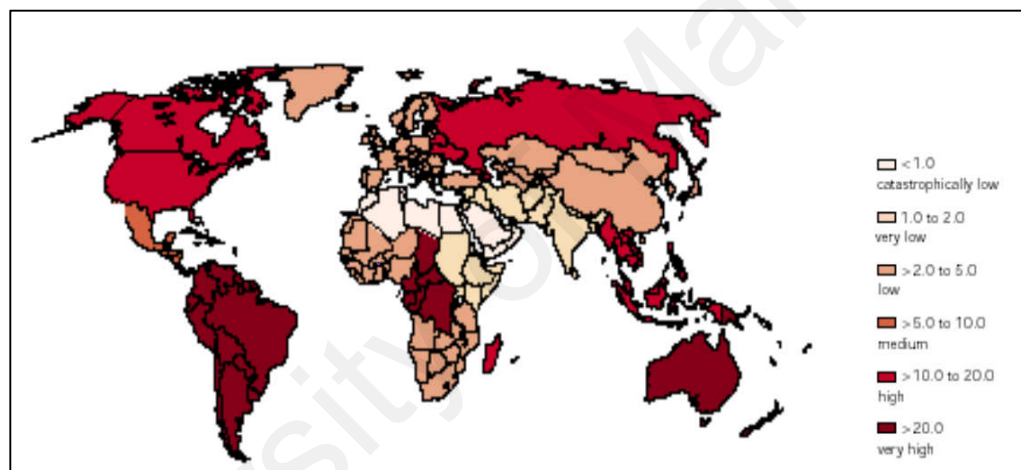 <1.0
catastrophically low
1.0 to 2.0
very low
>2.0 to 5.0
low
>5.0 to 10.0
medium
>10.0 to 20.0
high
>20.0
very high